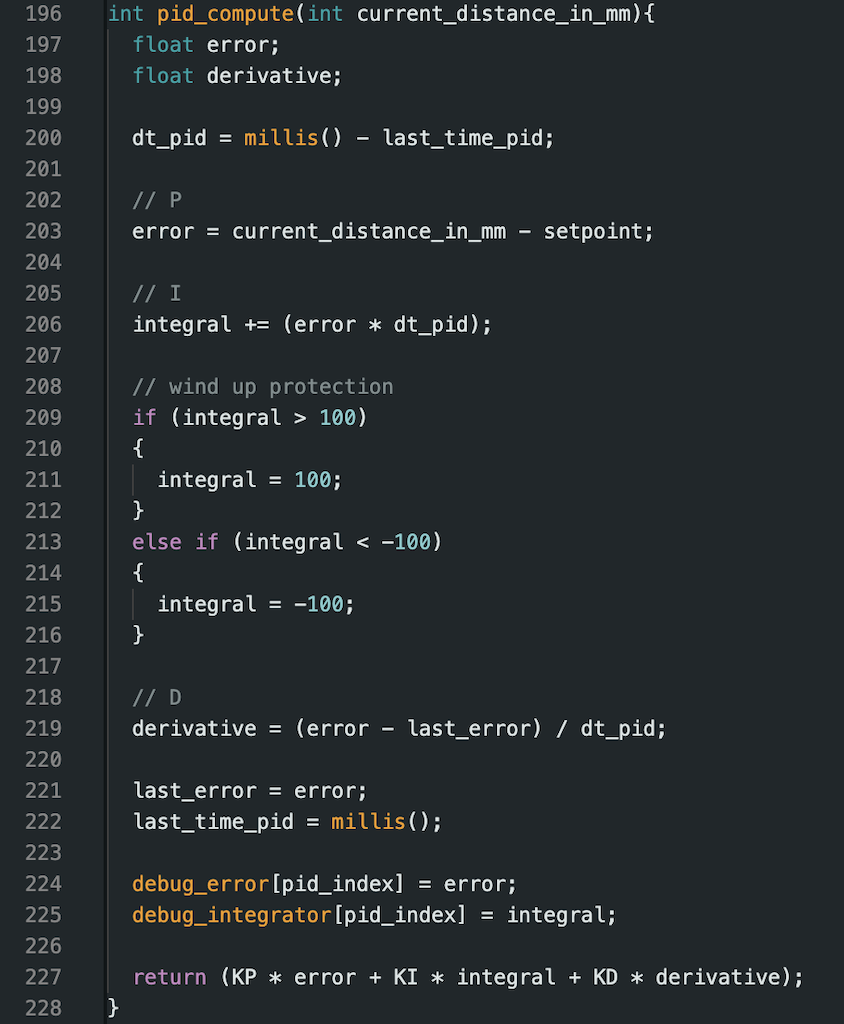 196 int pid_compute(int current_distance_in_mm){
197   float error;
198   float derivative;
199
200   dt_pid = millis() - last_time_pid;
201
202   // P
203   error = current_distance_in_mm - setpoint;
204
205   // I
206   integral += (error * dt_pid);
207
208   // wind up protection
209   if (integral > 100)
210   {
211     integral = 100;
212   }
213   else if (integral < -100)
214   {
215     integral = -100;
216   }
217
218   // D
219   derivative = (error - last_error) / dt_pid;
220
221   last_error = error;
222   last_time_pid = millis();
223
224   debug_error[pid_index] = error;
225   debug_integrator[pid_index] = integral;
226
227   return (KP * error + KI * integral + KD * derivative);
228 }